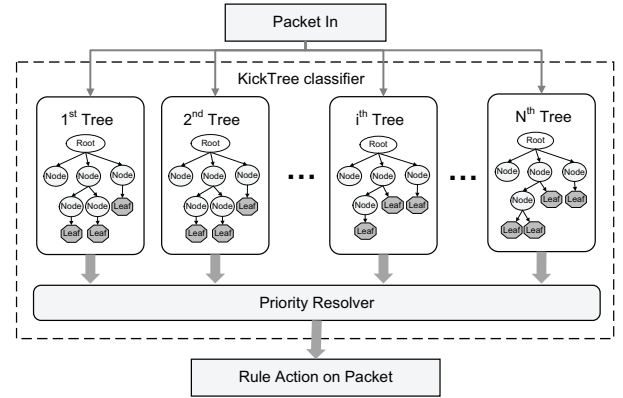 Packet In
KickTree classifier
1st Tree
Root
Node Node Node
Node Node Leaf
Leaf Leaf
2nd Tree
Root
Node Node Node
Node Node Leaf
Leaf Leaf
...
ith Tree
Root
Node Node Node
Node Leaf Leaf
Leaf
...
Nth Tree
Root
Node Node Node
Node Leaf Leaf
Leaf Leaf
Priority Resolver
Rule Action on Packet